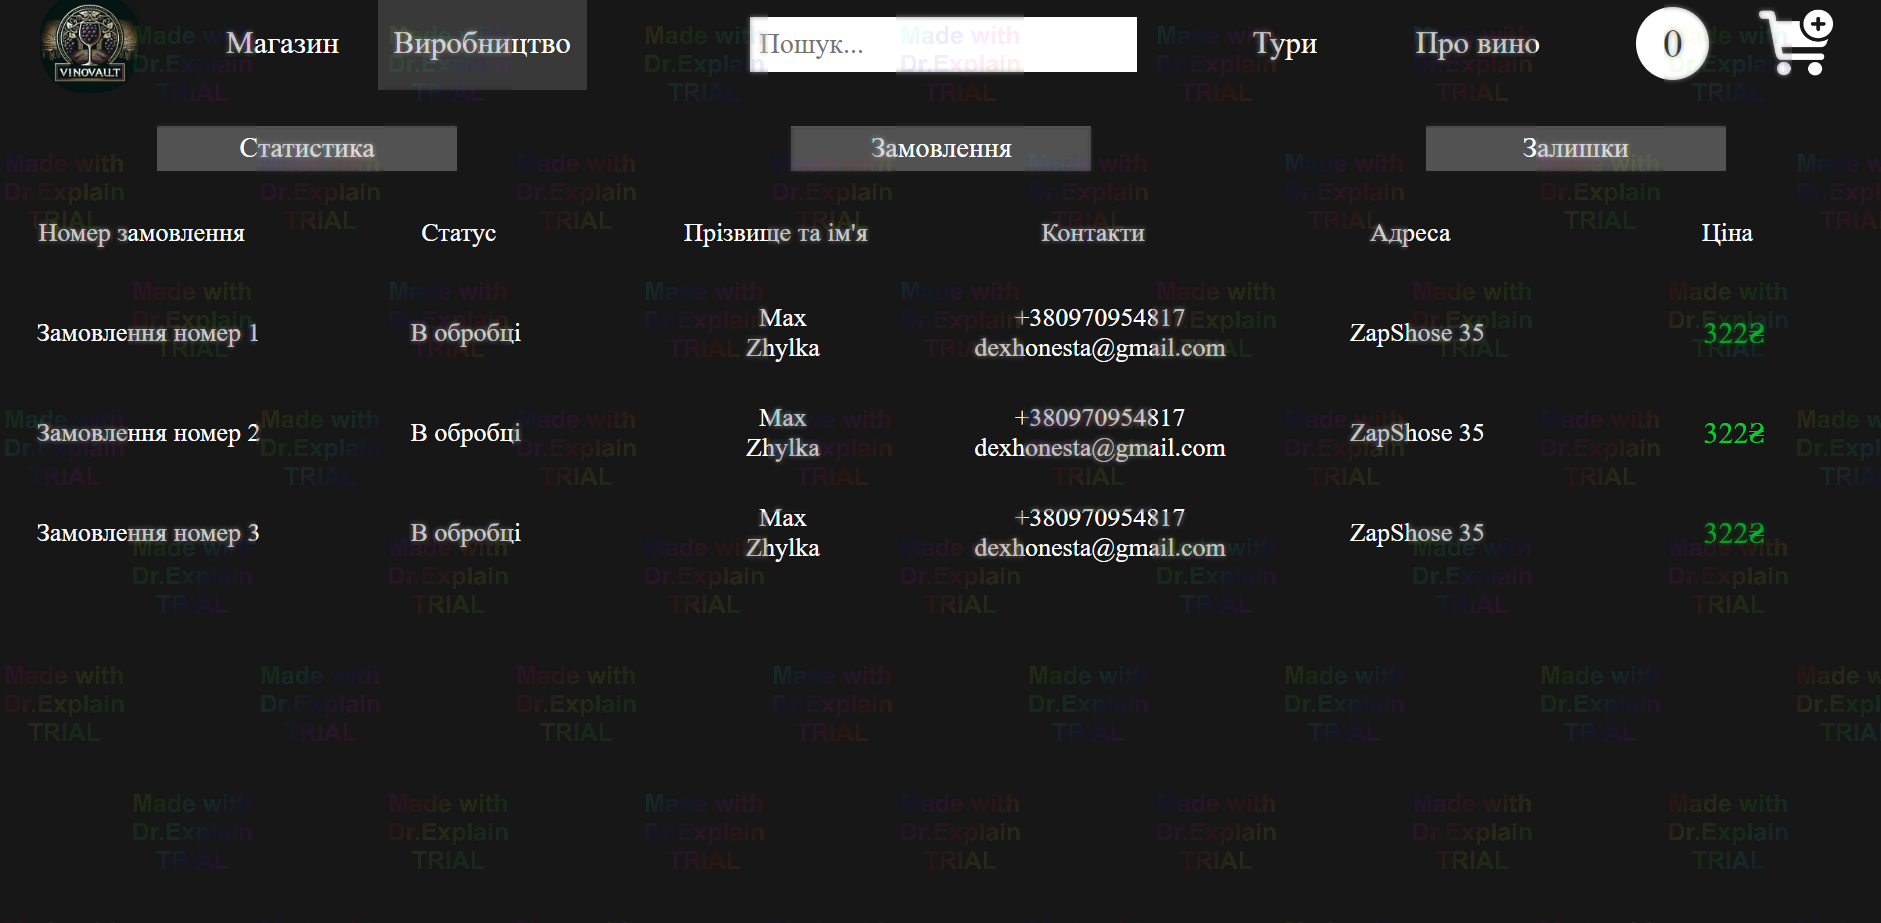 VINOVAULT
Магазин
Виробництво
Пошук...
Тури
Про вино
0
Статистика
Замовлення
Залишки
Номер замовлення Статус Прізвище та ім'я Контакти Адреса Ціна
Замовлення номер 1 В обробці Max Zhylka +380970954817 dexhonesta@gmail.com ZapShose 35 322₴
Замовлення номер 2 В обробці Max Zhylka +380970954817 dexhonesta@gmail.com ZapShose 35 322₴
Замовлення номер 3 В обробці Max Zhylka +380970954817 dexhonesta@gmail.com ZapShose 35 322₴
Made with
Dr.Explain
TRIAL